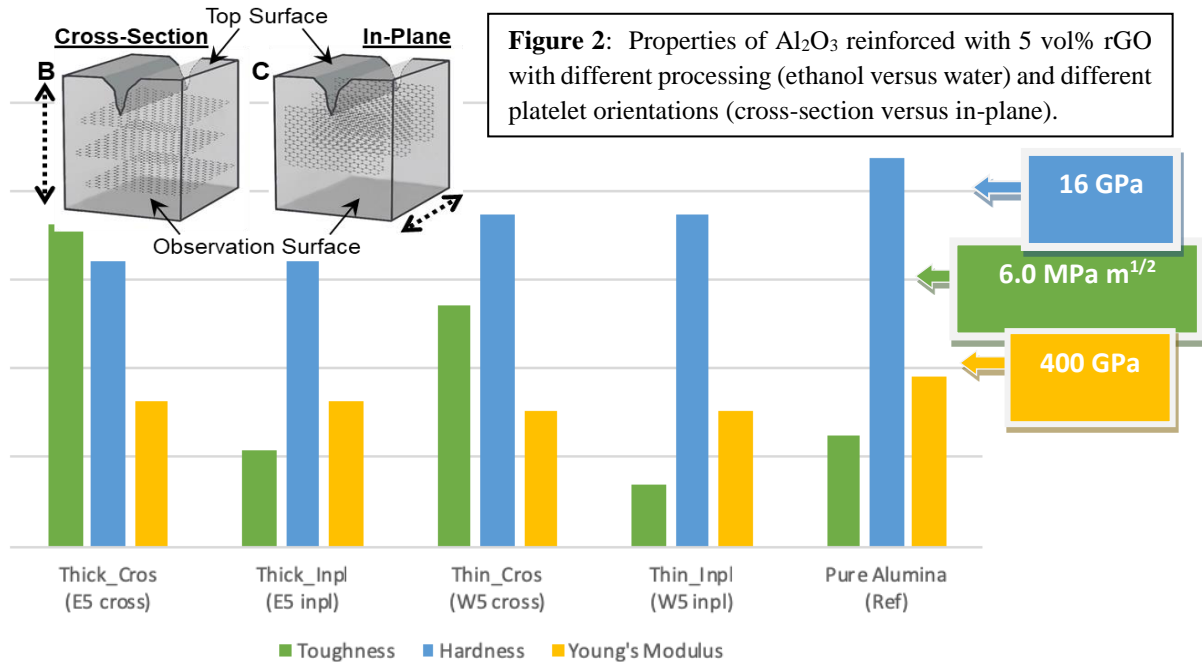 Top Surface
Cross-Section
In-Plane
B
C
Observation Surface
Figure 2: Properties of Al₂O₃ reinforced with 5 vol% rGO
with different processing (ethanol versus water) and different
platelet orientations (cross-section versus in-plane).
16 GPa
6.0 MPa m¹/²
400 GPa
Thick_Cros
(E5 cross)
Thick_Inpl
(E5 inpl)
Thin_Cros
(W5 cross)
Thin_Inpl
(W5 inpl)
Pure Alumina
(Ref)
Toughness
Hardness
Young's Modulus